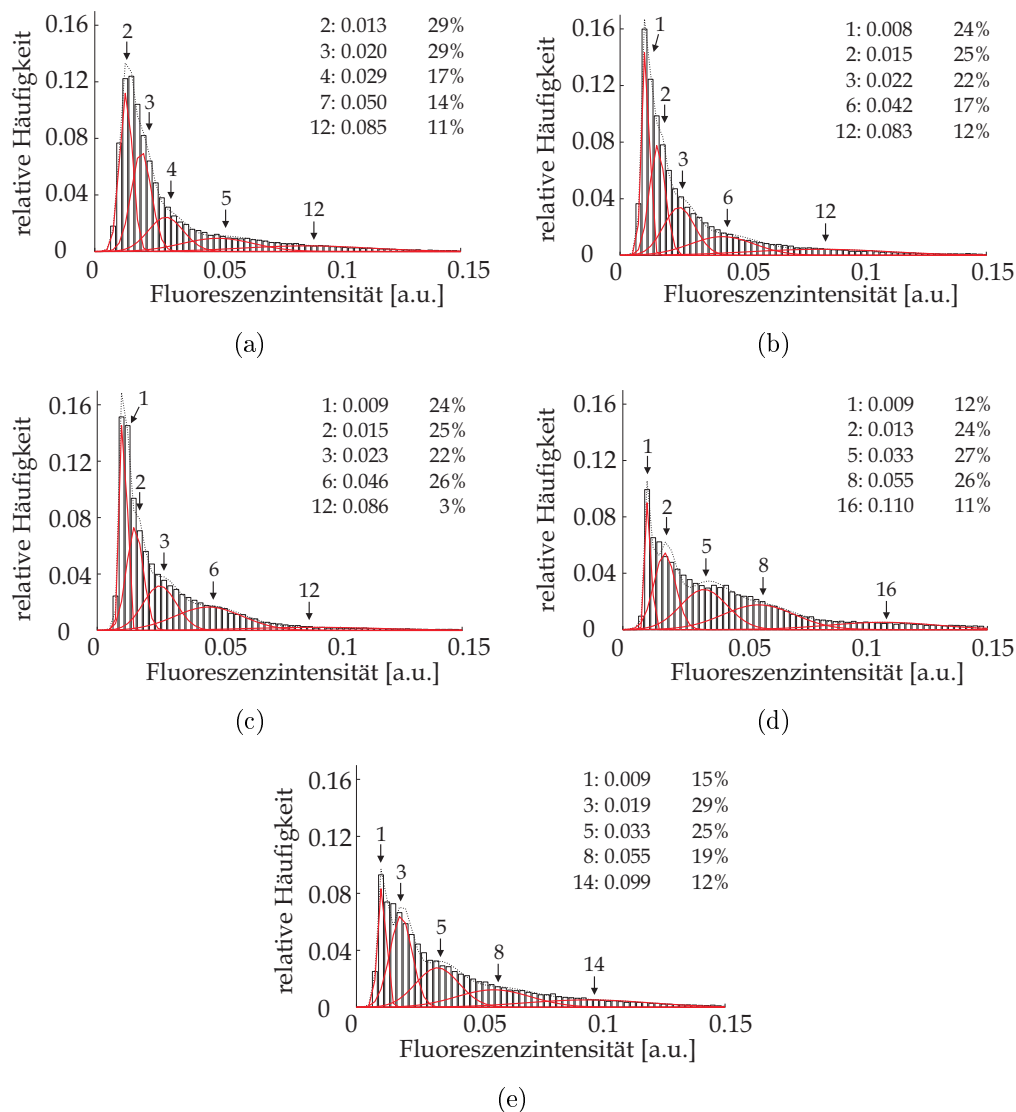 0.16
2: 0.013 29%
3: 0.020 29%
4: 0.029 17%
7: 0.050 14%
12: 0.085 11%
2
3
4
5
12
0.12
0.08
0.04
0
relative Häufigkeit
0 0.05 0.1 0.15
Fluoreszenzintensität [a.u.]
(a)
0.16
1: 0.008 24%
2: 0.015 25%
3: 0.022 22%
6: 0.042 17%
12: 0.083 12%
1
2
3
6
12
0.12
0.08
0.04
0
relative Häufigkeit
0 0.05 0.1 0.15
Fluoreszenzintensität [a.u.]
(b)
0.16
1: 0.009 24%
2: 0.015 25%
3: 0.023 22%
6: 0.046 26%
12: 0.086 3%
1
2
3
6
12
0.12
0.08
0.04
0
relative Häufigkeit
0 0.05 0.1 0.15
Fluoreszenzintensität [a.u.]
(c)
0.16
1: 0.009 12%
2: 0.013 24%
5: 0.033 27%
8: 0.055 26%
16: 0.110 11%
1
2
5
8
16
0.12
0.08
0.04
0
relative Häufigkeit
0 0.05 0.1 0.15
Fluoreszenzintensität [a.u.]
(d)
0.16
1: 0.009 15%
3: 0.019 29%
5: 0.033 25%
8: 0.055 19%
14: 0.099 12%
1
3
5
8
14
0.12
0.08
0.04
0
relative Häufigkeit
0 0.05 0.1 0.15
Fluoreszenzintensität [a.u.]
(e)